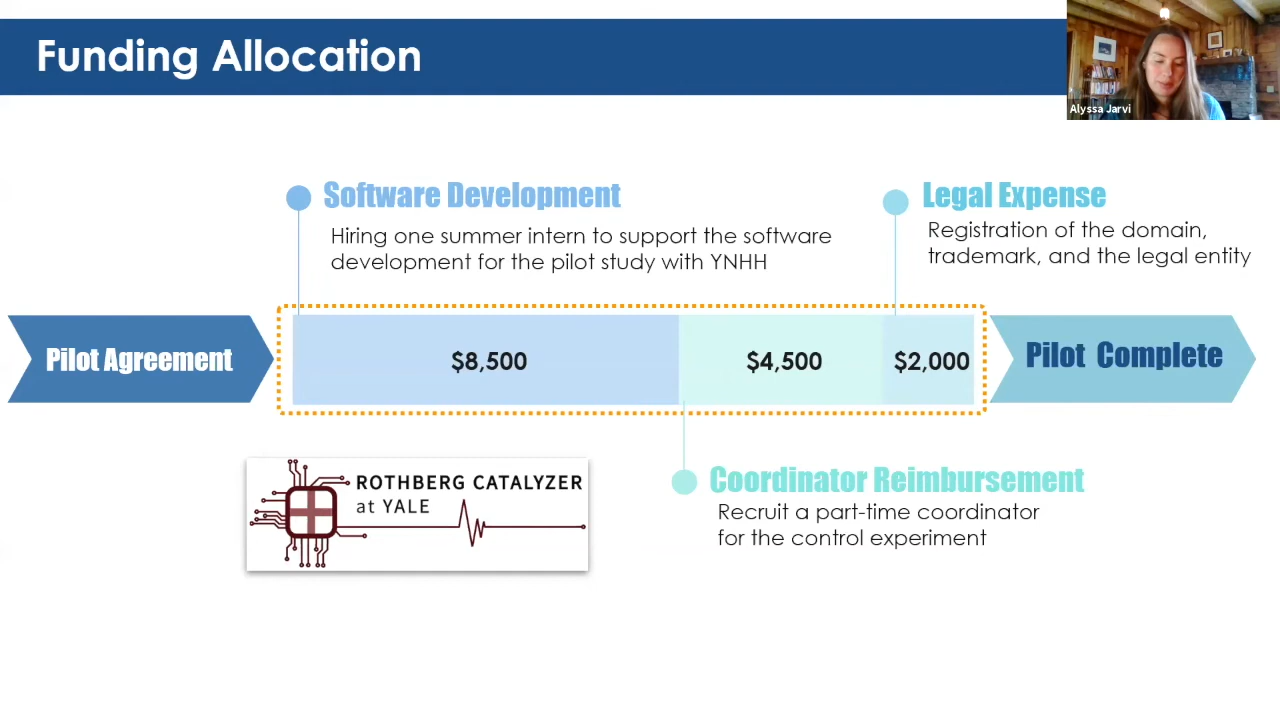 Funding Allocation
Alyssa Jarvi
Software Development
Hiring one summer intern to support the software
development for the pilot study with YNHH
Legal Expense
Registration of the domain,
trademark, and the legal entity
Pilot Agreement
$8,500
$4,500
$2,000
Pilot Complete
ROTHBERG CATALYZER
at YALE
Coordinator Reimbursement
Recruit a part-time coordinator
for the control experiment